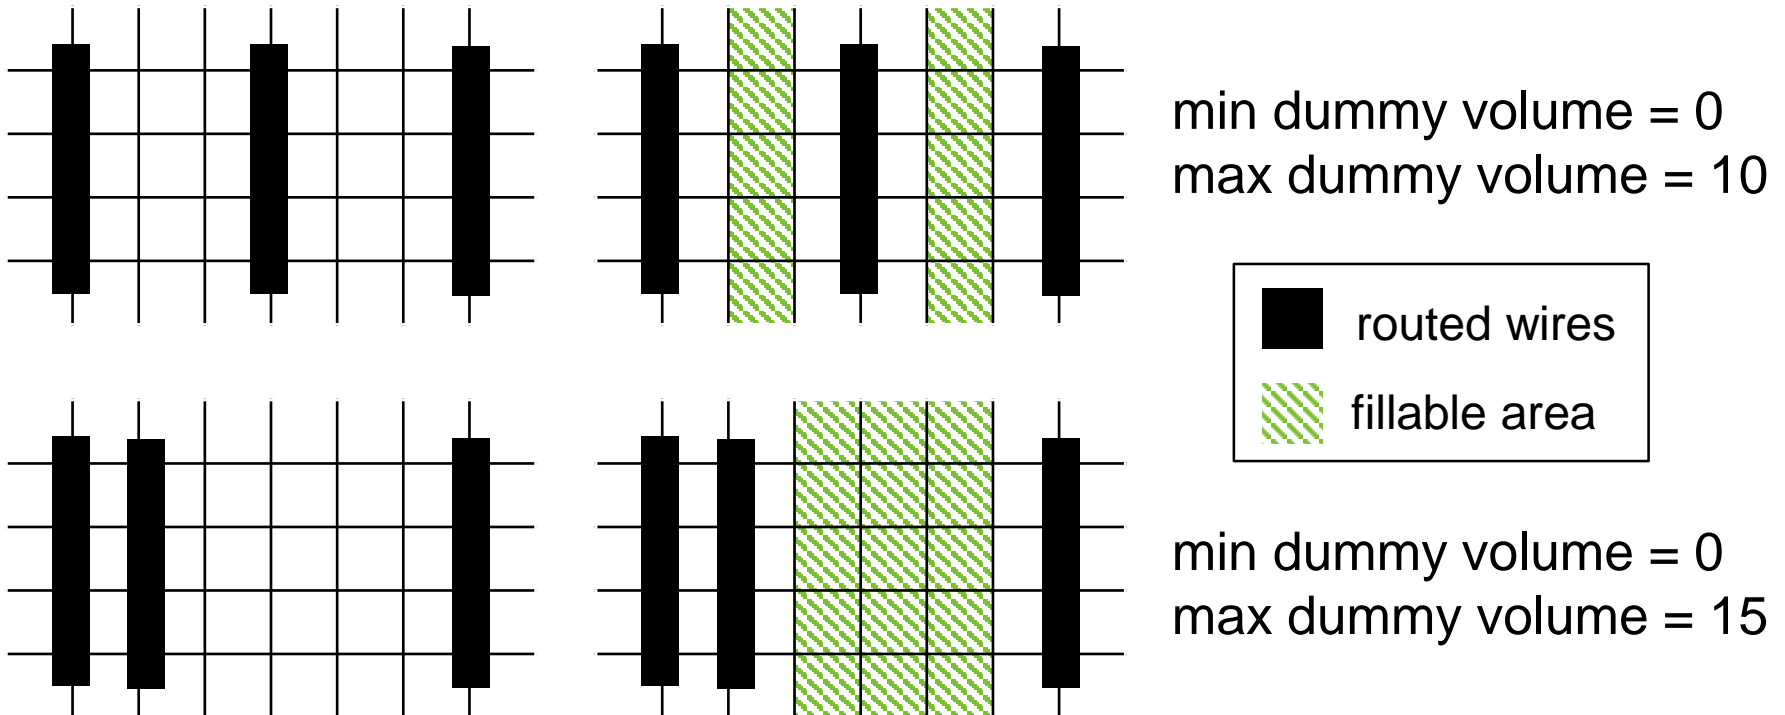 min dummy volume = 0
max dummy volume = 10
routed wires
fillable area
min dummy volume = 0
max dummy volume = 15